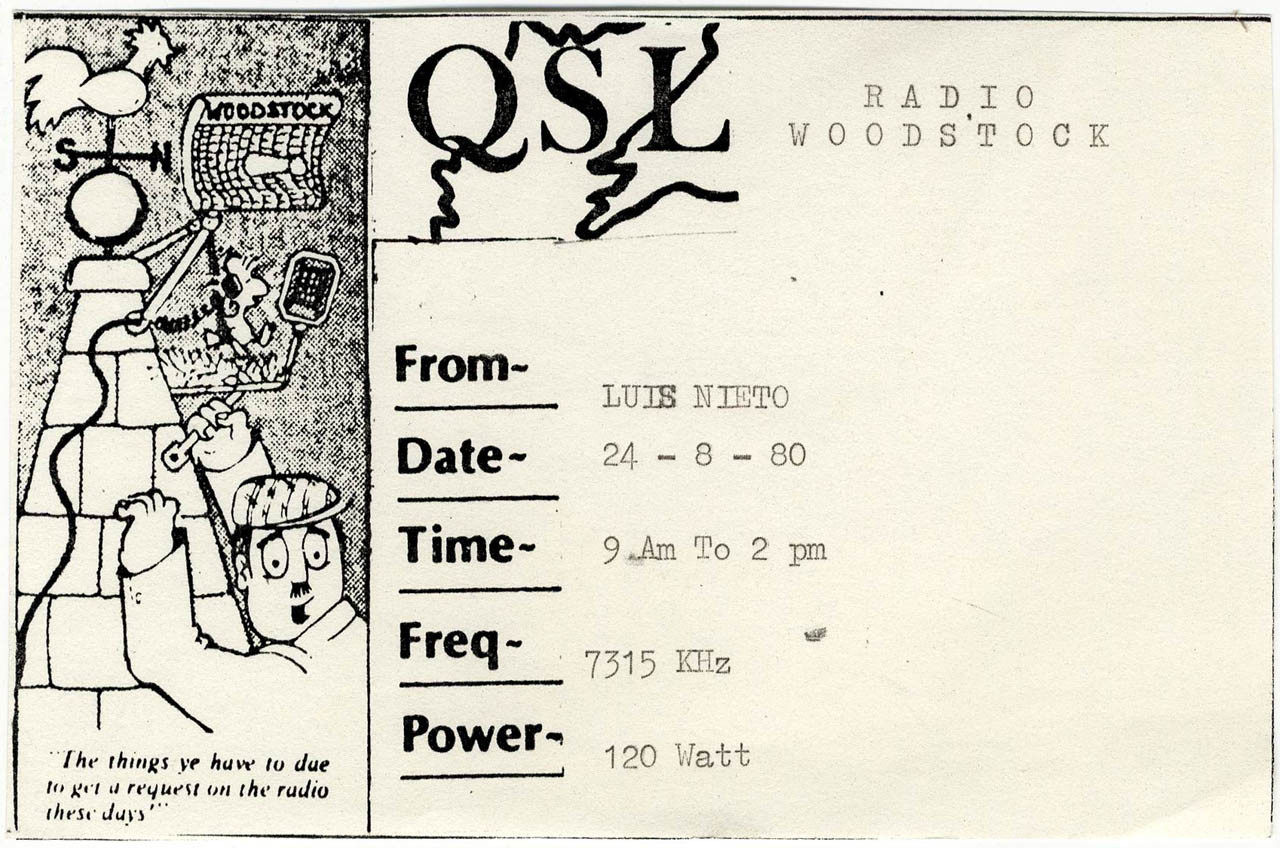 WOODSTOCK
S N
"The things ye have to due
to get a request on the radio
these days"
QSL
RADIO
WOODSTOCK
From~ LUIS NIETO
Date~ 24 - 8 - 80
Time~ 9 Am To 2 pm
Freq~ 7315 KHz
Power~ 120 Watt